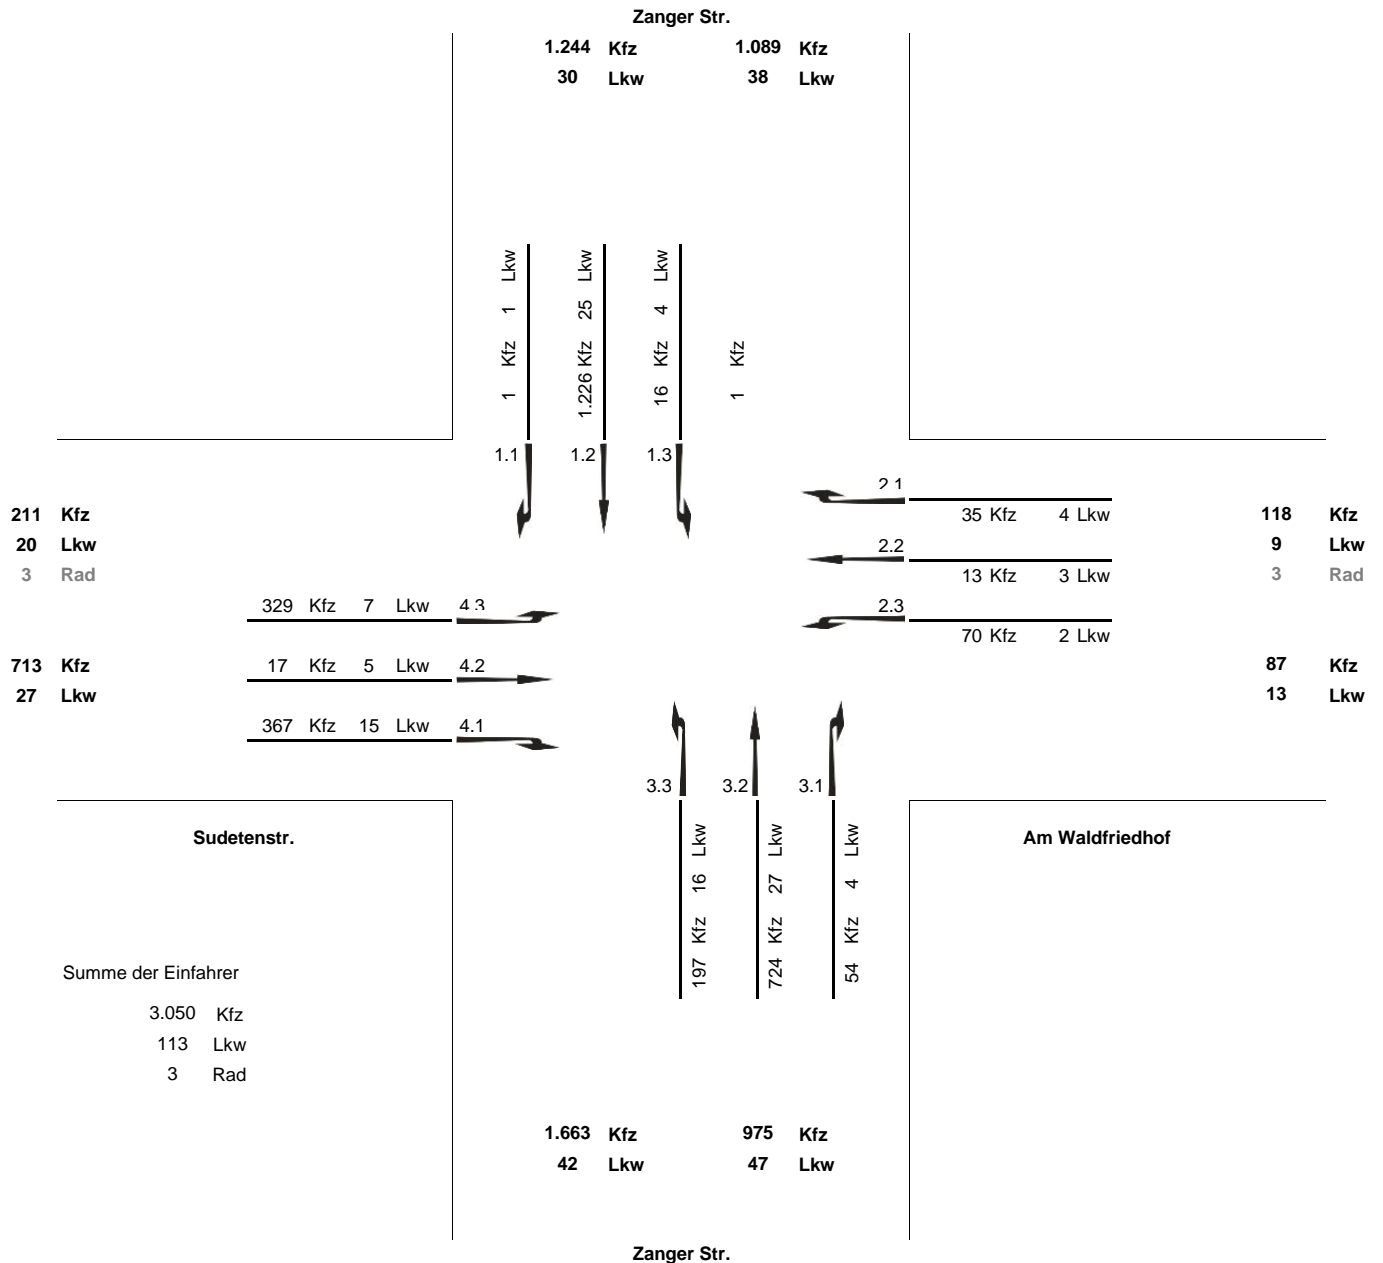 Zanger Str.
1.244 Kfz 1.089 Kfz
30 Lkw 38 Lkw
1 Kfz 1 Lkw
1.226 Kfz 25 Lkw
16 Kfz 4 Lkw
1 Kfz
1.1 1.2 1.3
2.1
35 Kfz 4 Lkw
2.2
13 Kfz 3 Lkw
2.3
70 Kfz 2 Lkw
211 Kfz
20 Lkw
3 Rad
118 Kfz
9 Lkw
3 Rad
329 Kfz 7 Lkw 4.3
713 Kfz
27 Lkw
17 Kfz 5 Lkw 4.2
367 Kfz 15 Lkw 4.1
87 Kfz
13 Lkw
3.3 3.2 3.1
197 Kfz 16 Lkw
724 Kfz 27 Lkw
54 Kfz 4 Lkw
Sudetenstr.
Am Waldfriedhof
Summe der Einfahrer
3.050 Kfz
113 Lkw
3 Rad
1.663 Kfz 975 Kfz
42 Lkw 47 Lkw
Zanger Str.